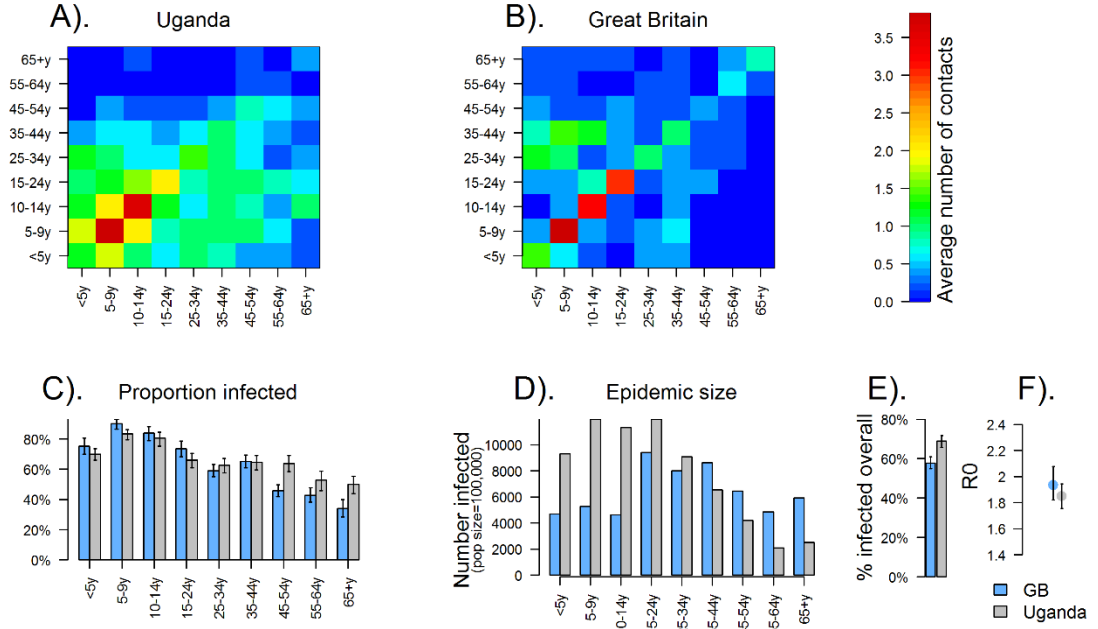 A).
Uganda
65+y
55-64y
45-54y
35-44y
25-34y
15-24y
10-14y
5-9y
<5y
<5y
5-9y
10-14y
15-24y
25-34y
35-44y
45-54y
55-64y
65+y
B).
Great Britain
65+y
55-64y
45-54y
35-44y
25-34y
15-24y
10-14y
5-9y
<5y
<5y
5-9y
10-14y
15-24y
25-34y
35-44y
45-54y
55-64y
65+y
3.5
3.0
2.5
2.0
1.5
1.0
0.5
0.0
Average number of contacts
C).
Proportion infected
80%
60%
40%
20%
0%
<5y
5-9y
10-14y
15-24y
25-34y
35-44y
45-54y
55-64y
65+y
D).
Epidemic size
Number infected
(pop size=100,000)
10000
8000
6000
4000
2000
0
<5y
5-9y
0-14y
5-24y
5-34y
5-44y
5-54y
5-64y
65+y
E).
% infected overall
80%
60%
40%
20%
0%
F).
R0
2.4
2.2
2
1.8
1.6
1.4
GB
Uganda